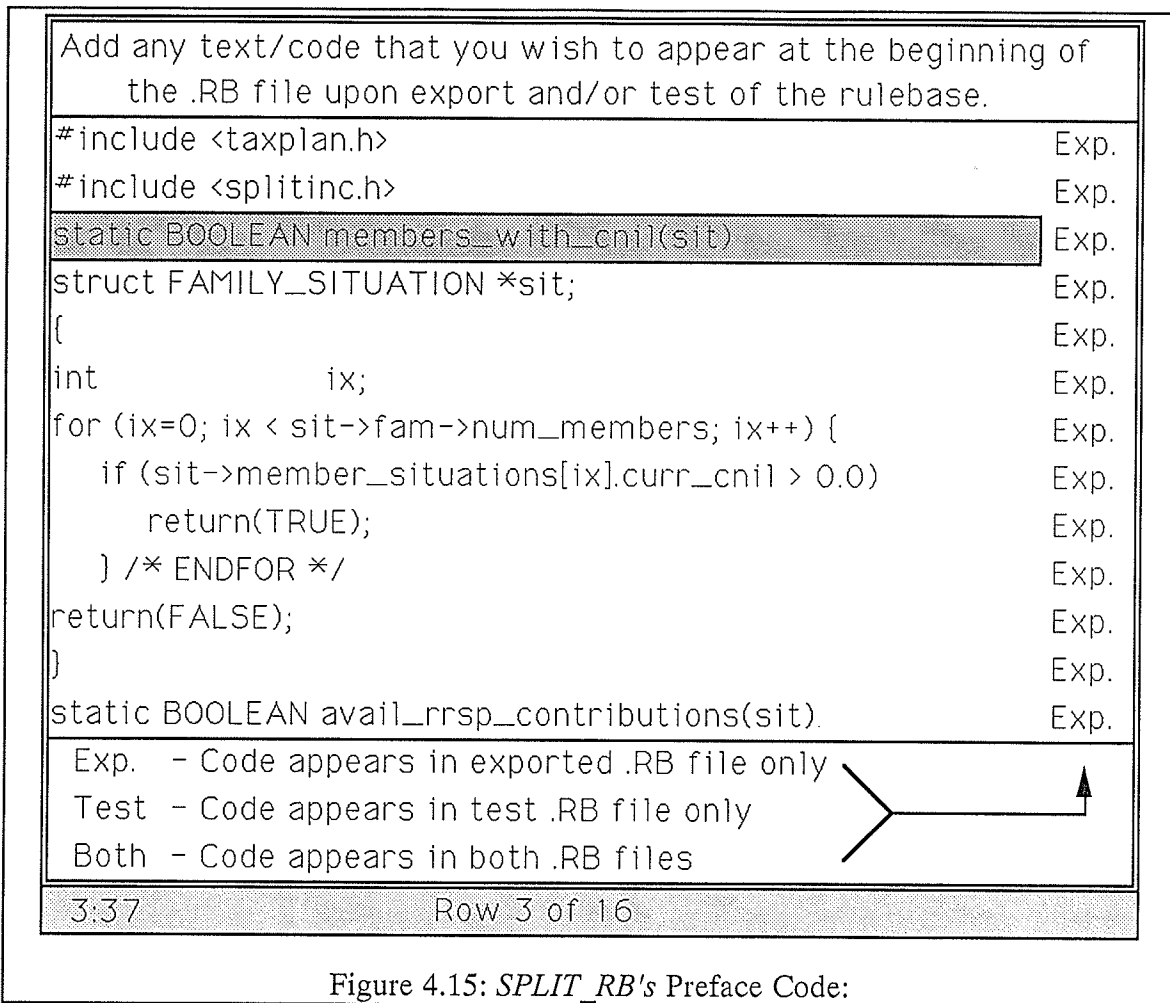 Add any text/code that you wish to appear at the beginning of
the .RB file upon export and/or test of the rulebase.
#include <taxplan.h> Exp.
#include <splitinc.h> Exp.
static BOOLEAN members_with_cnil(sit) Exp.
struct FAMILY_SITUATION *sit; Exp.
{ Exp.
int ix; Exp.
for (ix=0; ix < sit->fam->num_members; ix++) { Exp.
if (sit->member_situations[ix].curr_cnil > 0.0) Exp.
return(TRUE); Exp.
} /* ENDFOR */ Exp.
return(FALSE); Exp.
} Exp.
static BOOLEAN avail_rrsp_contributions(sit) Exp.
Exp. - Code appears in exported .RB file only
Test - Code appears in test .RB file only
Both - Code appears in both .RB files
3:37 Row 3 of 16
Figure 4.15: SPLIT_RB's Preface Code: